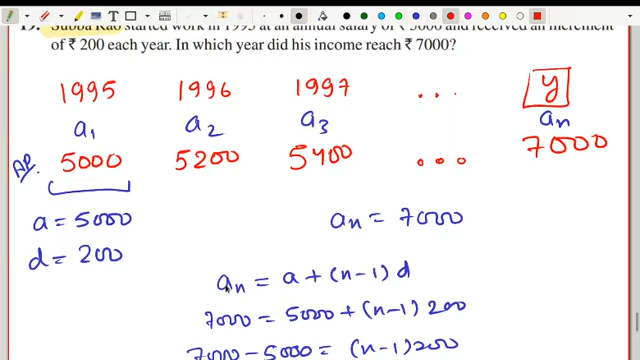 19. Subba Rao started work in 1995 at an annual salary of ₹ 5000 and received an increment
of ₹ 200 each year. In which year did his income reach ₹ 7000?
1995 1996 1997 ... y
a₁ a₂ a₃ aₙ
AP. 5000 5200 5400 ... 7000
a = 5000 aₙ = 7000
d = 200
aₙ = a + (n-1) d
7000 = 5000 + (n-1) 200
7000 - 5000 = (n-1) 200